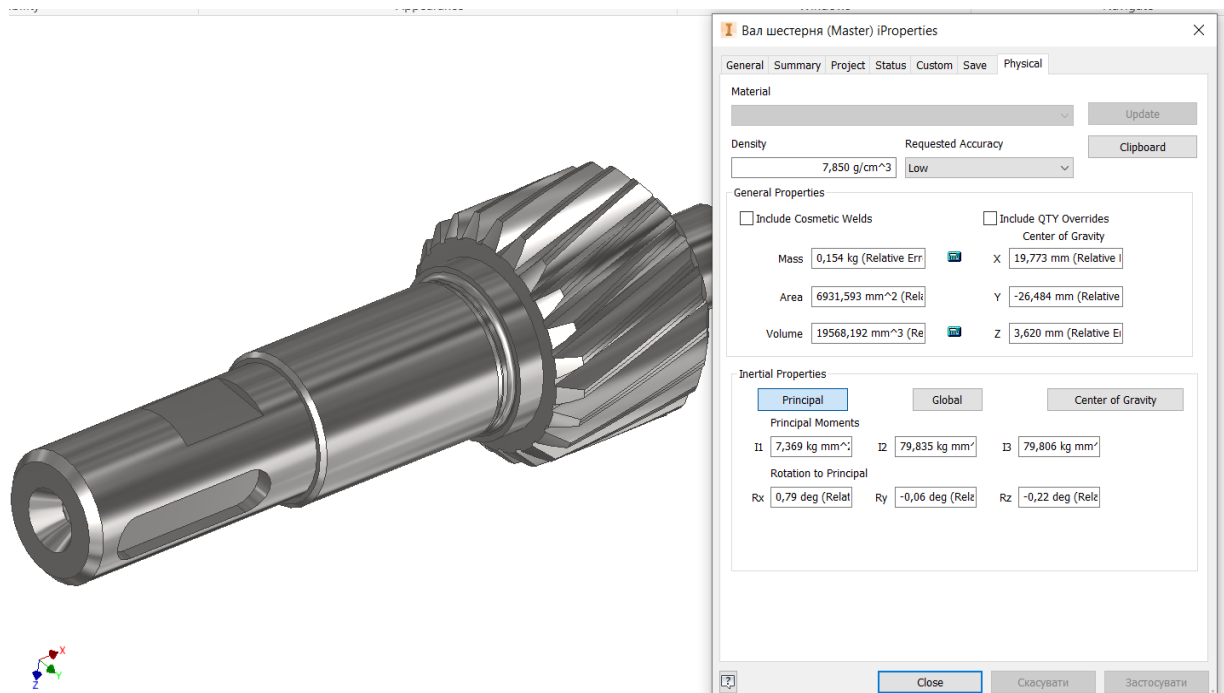 Вал шестерня (Master) iProperties
General Summary Project Status Custom Save Physical
Material
Update
Density
Requested Accuracy
Clipboard
7,850 g/cm^3
Low
General Properties
Include Cosmetic Welds
Include QTY Overrides
Center of Gravity
Mass 0,154 kg (Relative Err X 19,773 mm (Relative
Area 6931,593 mm^2 (Rela Y -26,484 mm (Relative
Volume 19568,192 mm^3 (Re Z 3,620 mm (Relative
Inertial Properties
Principal Global Center of Gravity
Principal Moments
I1 7,369 kg mm^ I2 79,835 kg mm^ I3 79,806 kg mm^
Rotation to Principal
Rx 0,79 deg (Relat Ry -0,06 deg (Rela Rz -0,22 deg (Rela
X
Y
Z
Close Скасувати Застосувати